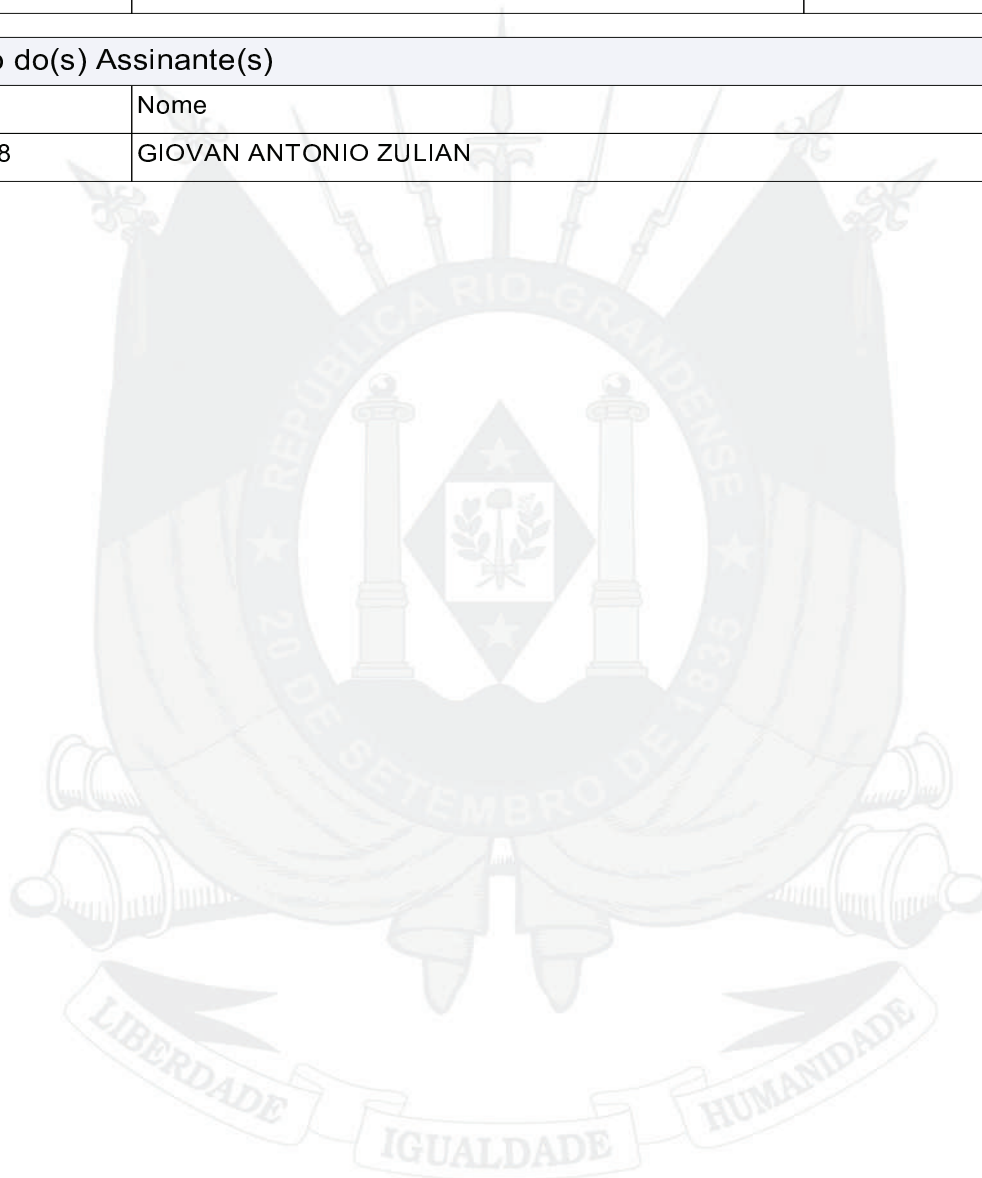 o do(s) Assinante(s)
Nome
8 GIOVAN ANTONIO ZULIAN
REPÚBLICA RIO-GRANDENSE
20 DE SETEMBRO DE 1835
LIBERDADE IGUALDADE HUMANIDADE